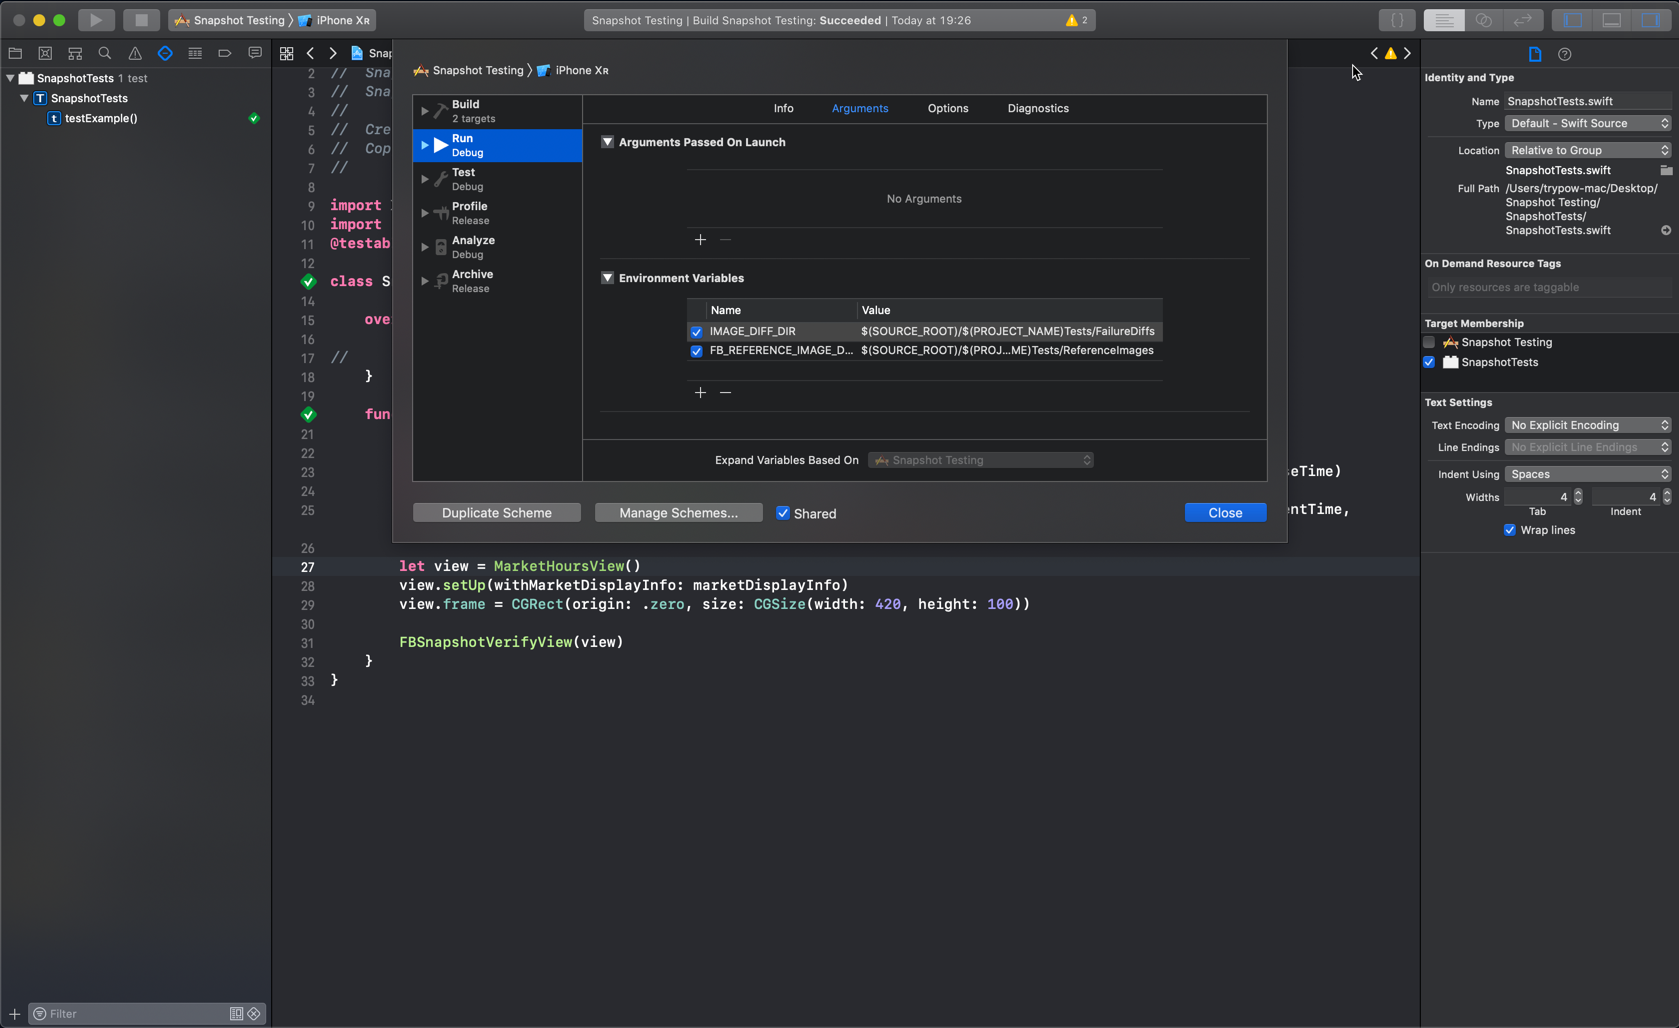 Snapshot Testing 〉 iPhone XR
Snapshot Testing | Build Snapshot Testing: Succeeded | Today at 19:26
2
SnapshotTests 1 test
SnapshotTests
testExample()
Filter
Snap
2 // Sna
3 // Sna
4 //
5 // Cre
6 // Cop
7 //
8
9 import
10 import
11 @testab
12
class S
14
15 ove
16
17 //
18 }
19
fun
21
22
23 eTime)
24
25 ntTime,
26
27 let view = MarketHoursView()
28 view.setUp(withMarketDisplayInfo: marketDisplayInfo)
29 view.frame = CGRect(origin: .zero, size: CGSize(width: 420, height: 100))
30
31 FBSnapshotVerifyView(view)
32 }
33 }
34
Snapshot Testing 〉 iPhone XR
Build
2 targets
Run
Debug
Test
Debug
Profile
Release
Analyze
Debug
Archive
Release
Info Arguments Options Diagnostics
Arguments Passed On Launch
No Arguments
Environment Variables
Name Value
IMAGE_DIFF_DIR $(SOURCE_ROOT)/$(PROJECT_NAME)Tests/FailureDiffs
FB_REFERENCE_IMAGE_D... $(SOURCE_ROOT)/$(PROJ...ME)Tests/ReferenceImages
Expand Variables Based On Snapshot Testing
Duplicate Scheme Manage Schemes... Shared Close
Identity and Type
Name SnapshotTests.swift
Type Default - Swift Source
Location Relative to Group
SnapshotTests.swift
Full Path /Users/trypow-mac/Desktop/
Snapshot Testing/
SnapshotTests/
SnapshotTests.swift
On Demand Resource Tags
Only resources are taggable
Target Membership
Snapshot Testing
SnapshotTests
Text Settings
Text Encoding No Explicit Encoding
Line Endings No Explicit Line Endings
Indent Using Spaces
Widths 4 4
Tab Indent
Wrap lines